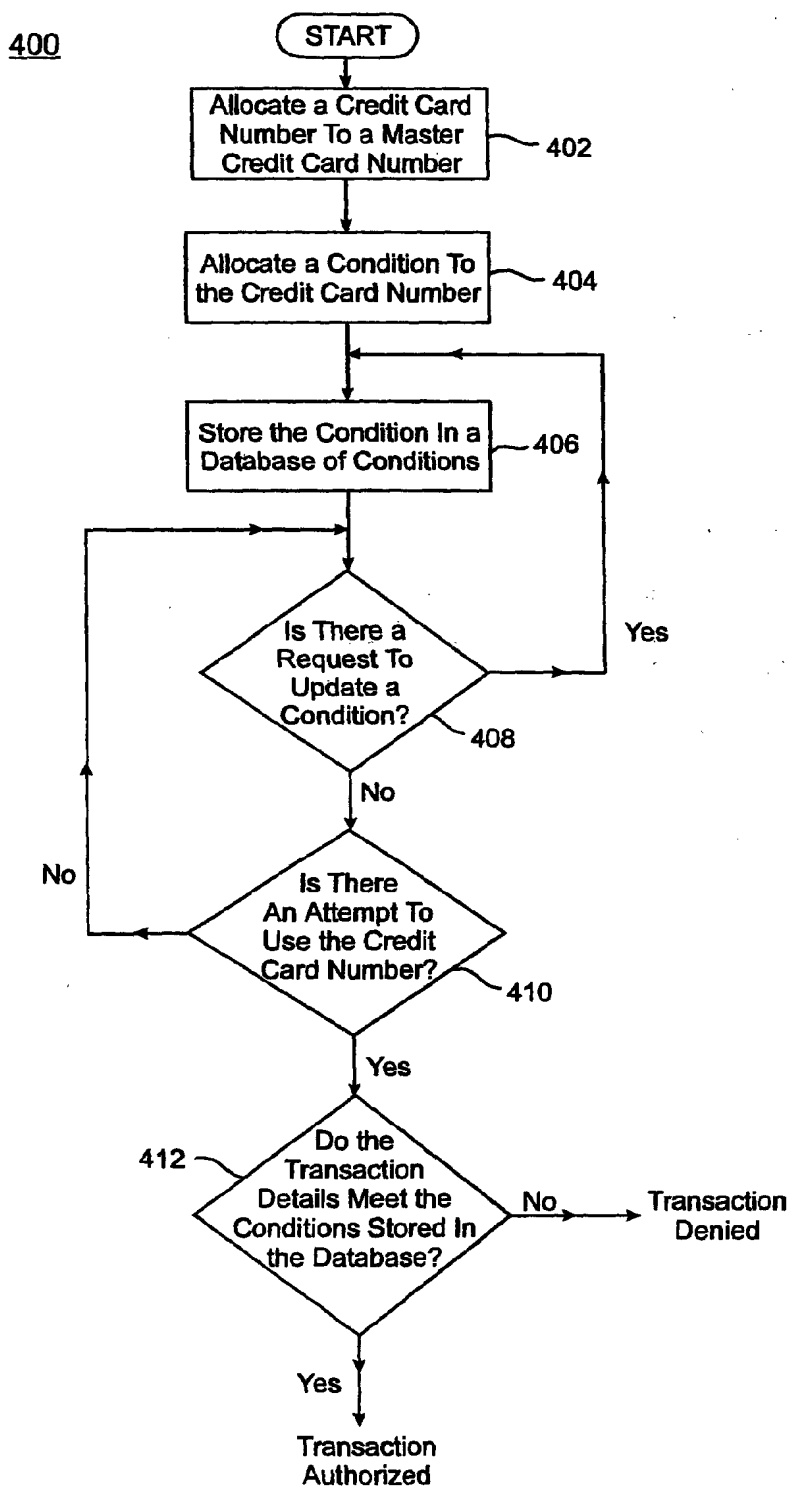 400
START
Allocate a Credit Card
Number To a Master
Credit Card Number
402
Allocate a Condition To
the Credit Card Number
404
Store the Condition In a
Database of Conditions
406
Is There a
Request To
Update a
Condition?
408
Yes
No
Is There
An Attempt To
Use the Credit
Card Number?
410
No
Yes
412
Do the
Transaction
Details Meet the
Conditions Stored In
the Database?
No
Transaction
Denied
Yes
Transaction
Authorized